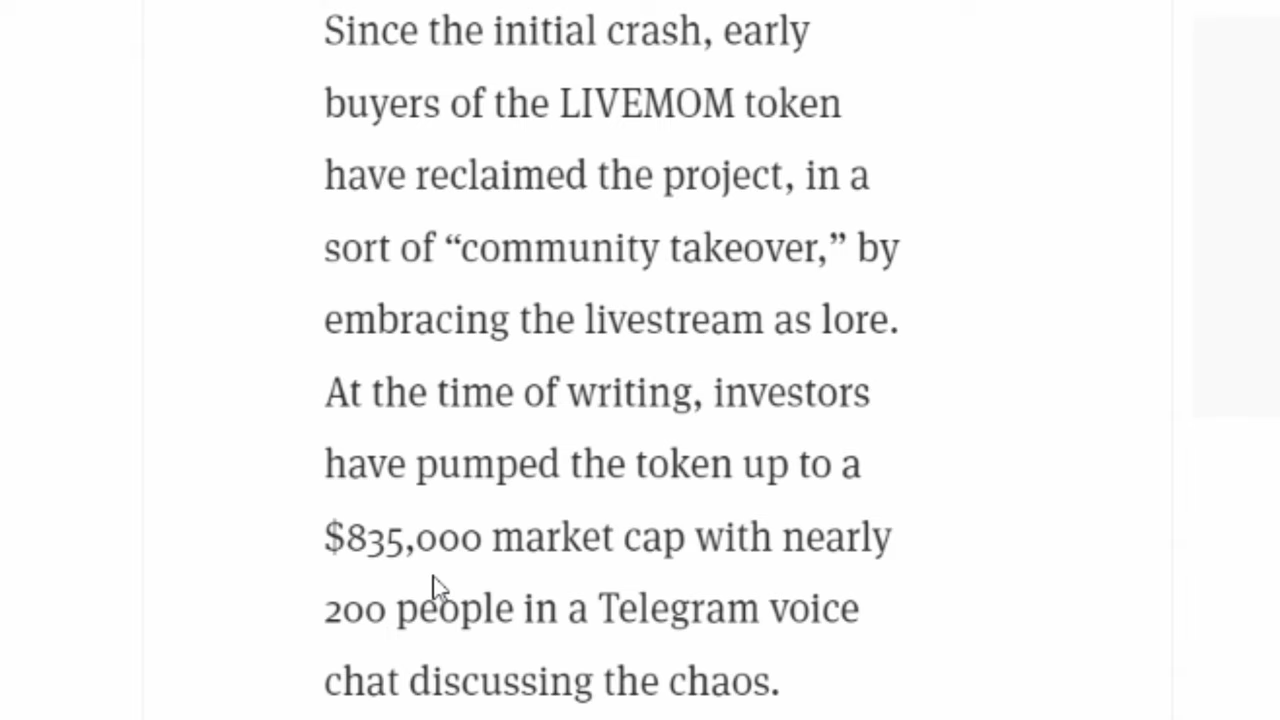 Since the initial crash, early
buyers of the LIVEMOM token
have reclaimed the project, in a
sort of “community takeover,” by
embracing the livestream as lore.
At the time of writing, investors
have pumped the token up to a
$835,000 market cap with nearly
200 people in a Telegram voice
chat discussing the chaos.